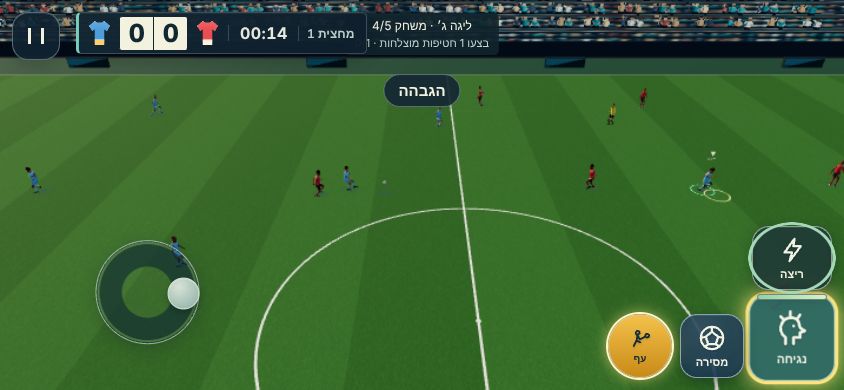 0 0
00:14
מחצית 1
ליגה ג׳ · משחק 4/5
בצעו 1 חטיפות מוצלחות · 1
הגבהה
ריצה
עף
מסירה
נגיחה